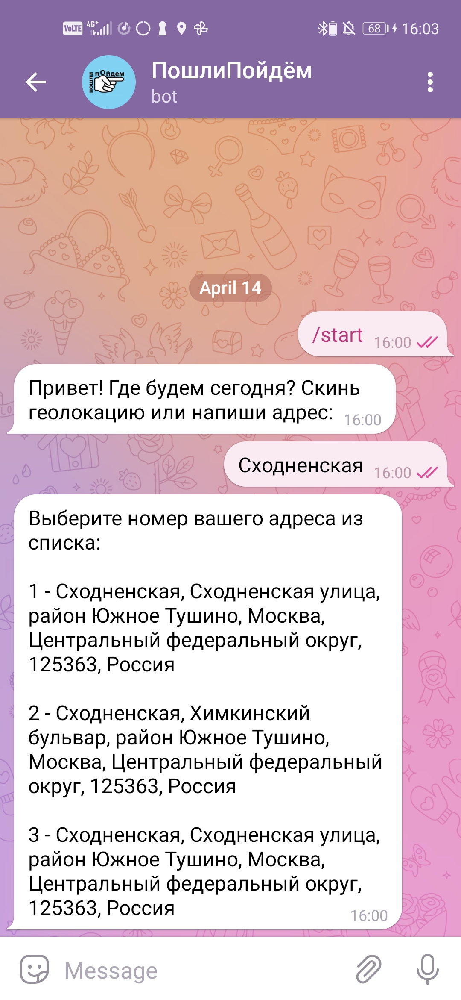 VoLTE 4G+ 68 16:03
пошли пОйдем
ПошлиПойдём
bot
April 14
/start 16:00
Привет! Где будем сегодня? Скинь
геолокацию или напиши адрес: 16:00
Сходненская 16:00
Выберите номер вашего адреса из
списка:
1 - Сходненская, Сходненская улица,
район Южное Тушино, Москва,
Центральный федеральный округ,
125363, Россия
2 - Сходненская, Химкинский
бульвар, район Южное Тушино,
Москва, Центральный федеральный
округ, 125363, Россия
3 - Сходненская, Сходненская улица,
район Южное Тушино, Москва,
Центральный федеральный округ,
125363, Россия
16:00
Message